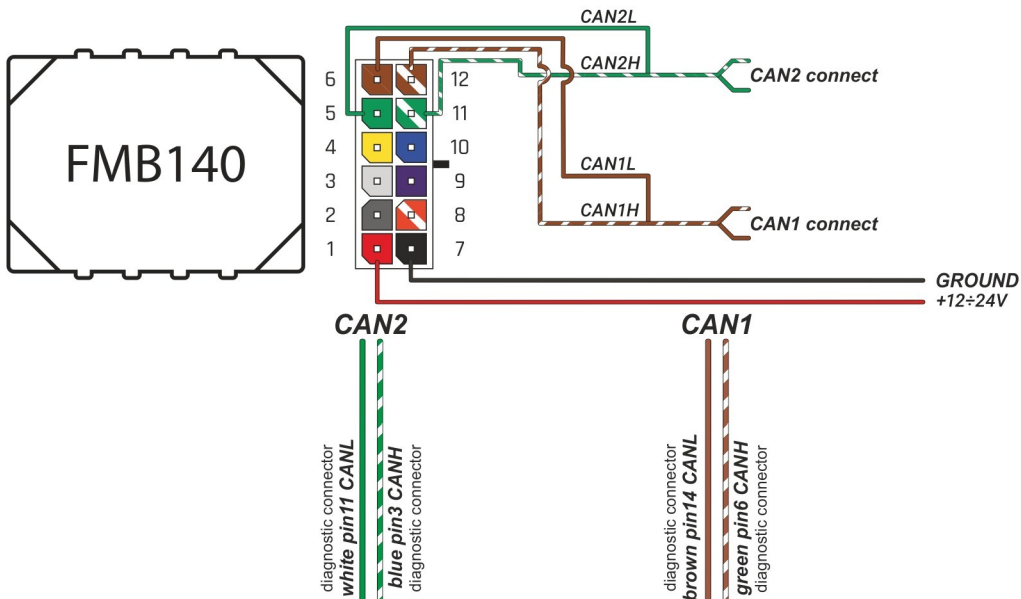 CAN2L
CAN2H
CAN2 connect
FMB140
6
12
5
11
4
10
3
9
2
8
1
7
CAN1L
CAN1H
CAN1 connect
GROUND
+12÷24V
CAN2
CAN1
diagnostic connector
white pin11 CANL
blue pin3 CANH
diagnostic connector
diagnostic connector
brown pin14 CANL
green pin6 CANH
diagnostic connector